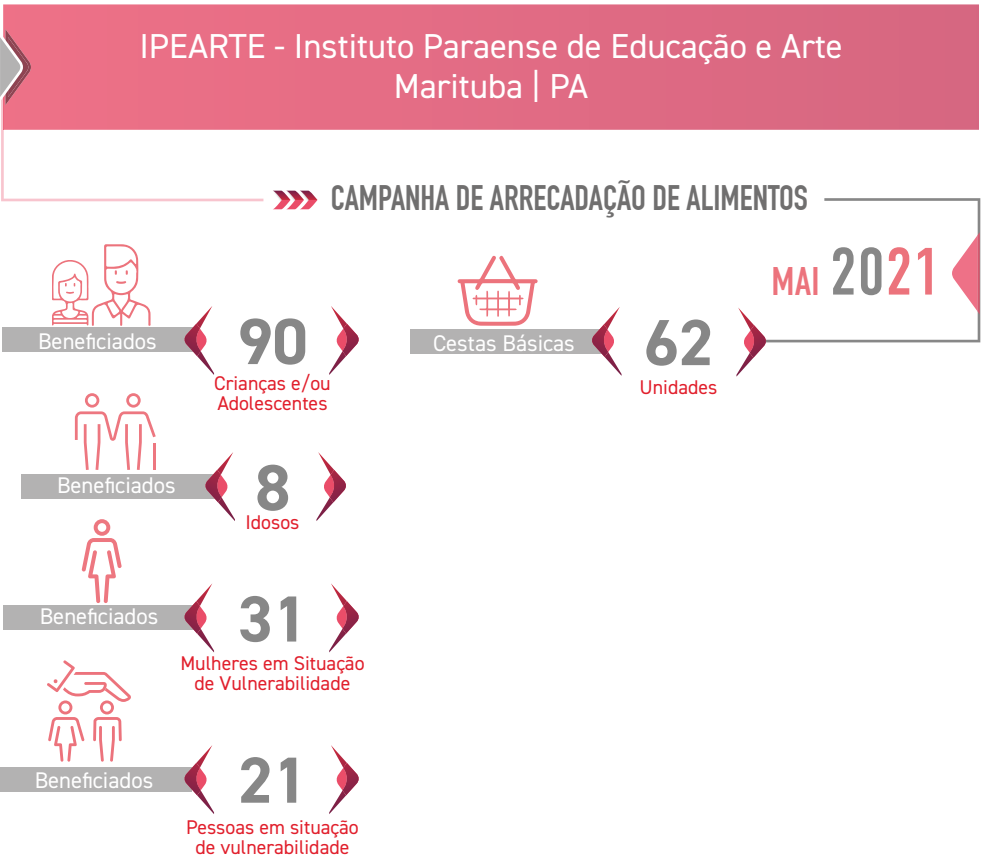 IPEARTE - Instituto Paraense de Educação e Arte
Marituba | PA
CAMPANHA DE ARRECADAÇÃO DE ALIMENTOS
MAI 2021
Beneficiados
90
Crianças e/ou
Adolescentes
Cestas Básicas
62
Unidades
Beneficiados
8
Idosos
Beneficiados
31
Mulheres em Situação
de Vulnerabilidade
Beneficiados
21
Pessoas em situação
de vulnerabilidade